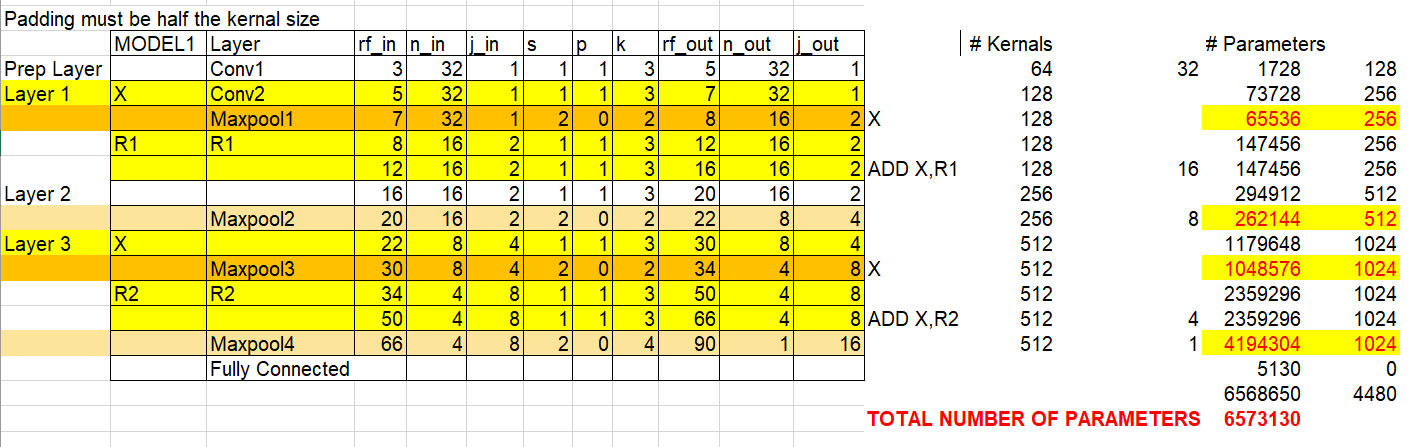 Padding must be half the kernal size
MODEL1 Layer rf_in n_in j_in s p k rf_out n_out j_out # Kernals # Parameters
Prep Layer Conv1 3 32 1 1 1 3 5 32 1 64 32 1728 128
Layer 1 X Conv2 5 32 1 1 1 3 7 32 1 128 73728 256
Maxpool1 7 32 1 2 0 2 8 16 2 X 128 65536 256
R1 R1 8 16 2 1 1 3 12 16 2 128 147456 256
12 16 2 1 1 3 16 16 2 ADD X,R1 128 16 147456 256
Layer 2 16 16 2 1 1 3 20 16 2 256 294912 512
Maxpool2 20 16 2 2 0 2 22 8 4 256 8 262144 512
Layer 3 X 22 8 4 1 1 3 30 8 4 512 1179648 1024
Maxpool3 30 8 4 2 0 2 34 4 8 X 512 1048576 1024
R2 R2 34 4 8 1 1 3 50 4 8 512 2359296 1024
50 4 8 1 1 3 66 4 8 ADD X,R2 512 4 2359296 1024
Maxpool4 66 4 8 2 0 4 90 1 16 512 1 4194304 1024
Fully Connected 5130 0
6568650 4480
TOTAL NUMBER OF PARAMETERS 6573130